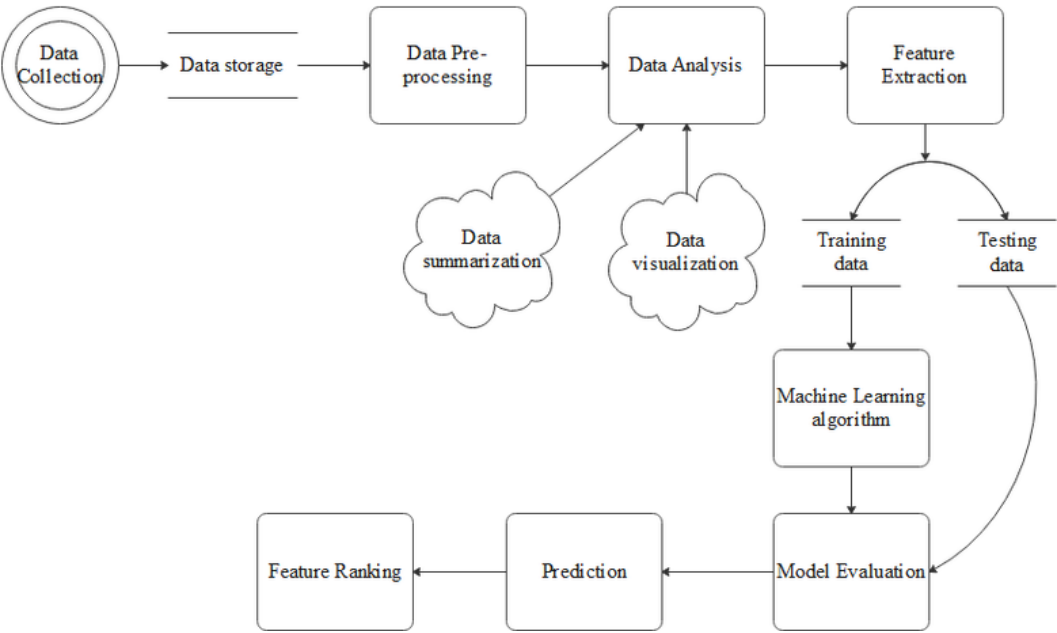 Data
Collection
Data storage
Data Pre-
processing
Data Analysis
Feature
Extraction
Data
summarization
Data
visualization
Training
data
Testing
data
Machine Learning
algorithm
Feature Ranking
Prediction
Model Evaluation